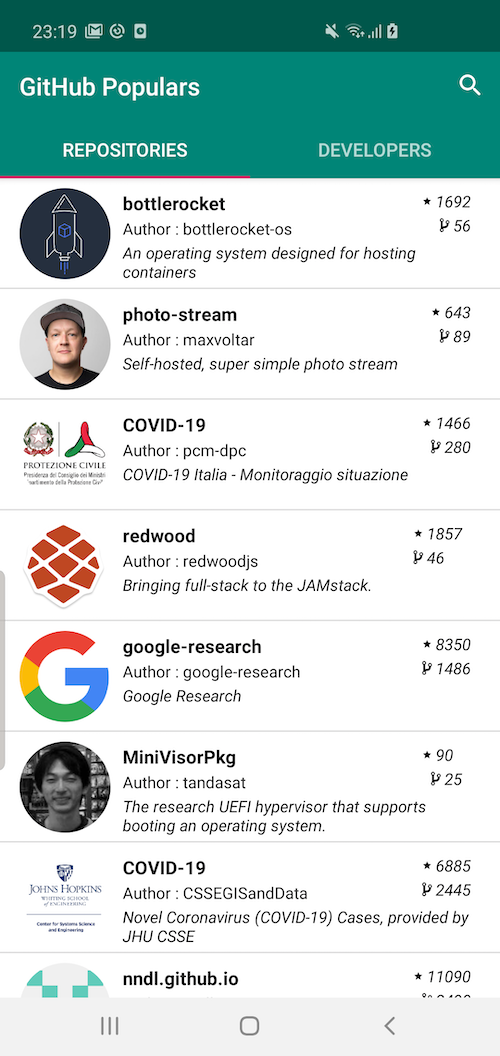 23:19
GitHub Populars
REPOSITORIES DEVELOPERS
bottlerocket 1692
Author : bottlerocket-os 56
An operating system designed for hosting
containers
photo-stream 643
Author : maxvoltar 89
Self-hosted, super simple photo stream
COVID-19 1466
Author : pcm-dpc 280
COVID-19 Italia - Monitoraggio situazione
PROTEZIONE CIVILE
Presidenza del Consiglio dei Ministri
redwood 1857
Author : redwoodjs 46
Bringing full-stack to the JAMstack.
google-research 8350
Author : google-research 1486
Google Research
MiniVisorPkg 90
Author : tandasat 25
The research UEFI hypervisor that supports
booting an operating system.
COVID-19 6885
Author : CSSEGISandData 2445
Novel Coronavirus (COVID-19) Cases, provided by
JHU CSSE
JOHNS HOPKINS
WHITING SCHOOL
of ENGINEERING
Center for Systems Science
and Engineering
nndl.github.io 11090